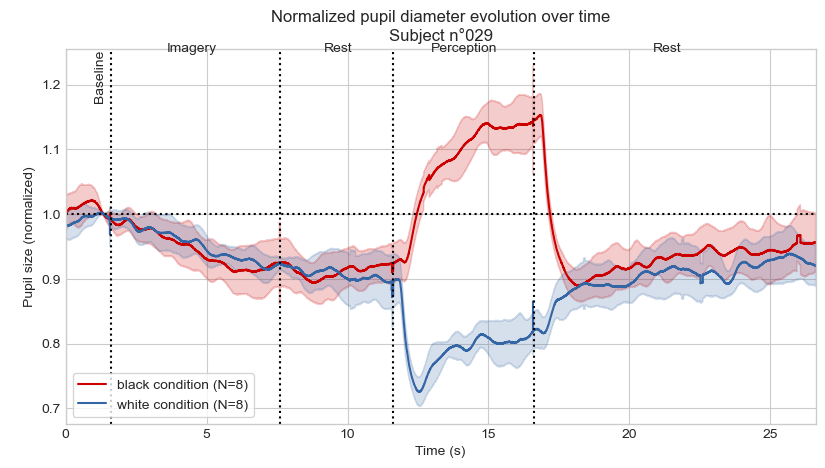 Normalized pupil diameter evolution over time
Subject n°029
Baseline
Imagery
Rest
Perception
Rest
Pupil size (normalized)
1.2
1.1
1.0
0.9
0.8
0.7
black condition (N=8)
white condition (N=8)
0
5
10
15
20
25
Time (s)